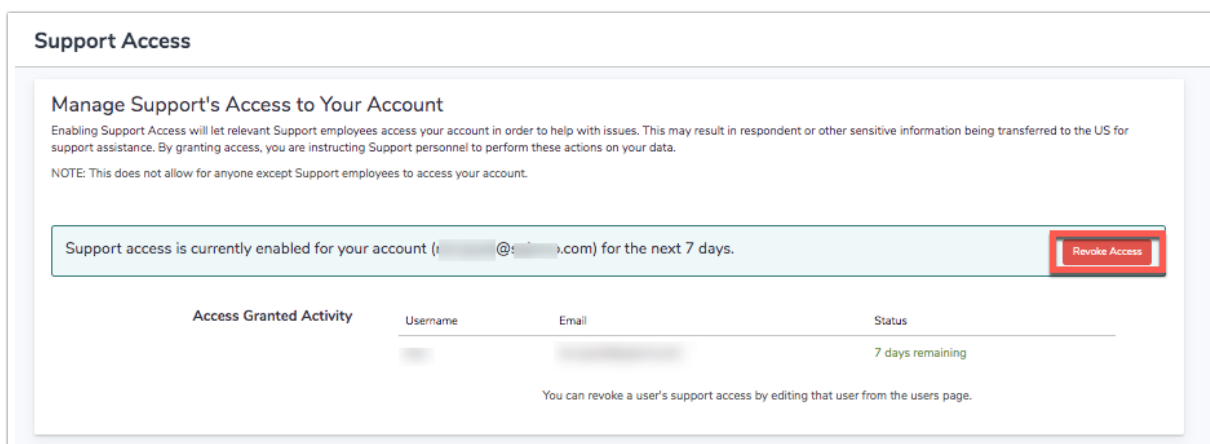 Support Access
Manage Support's Access to Your Account
Enabling Support Access will let relevant Support employees access your account in order to help with issues. This may result in respondent or other sensitive information being transferred to the US for
support assistance. By granting access, you are instructing Support personnel to perform these actions on your data.
NOTE: This does not allow for anyone except Support employees to access your account.
Support access is currently enabled for your account ( @ .com) for the next 7 days.
Revoke Access
Access Granted Activity
Username Email Status
7 days remaining
You can revoke a user's support access by editing that user from the users page.